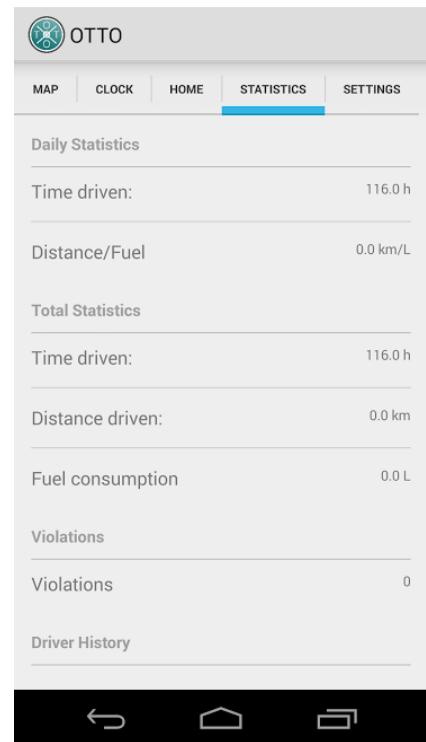 OTTO
MAP CLOCK HOME STATISTICS SETTINGS
Daily Statistics
Time driven: 116.0 h
Distance/Fuel 0.0 km/L
Total Statistics
Time driven: 116.0 h
Distance driven: 0.0 km
Fuel consumption 0.0 L
Violations
Violations 0
Driver History